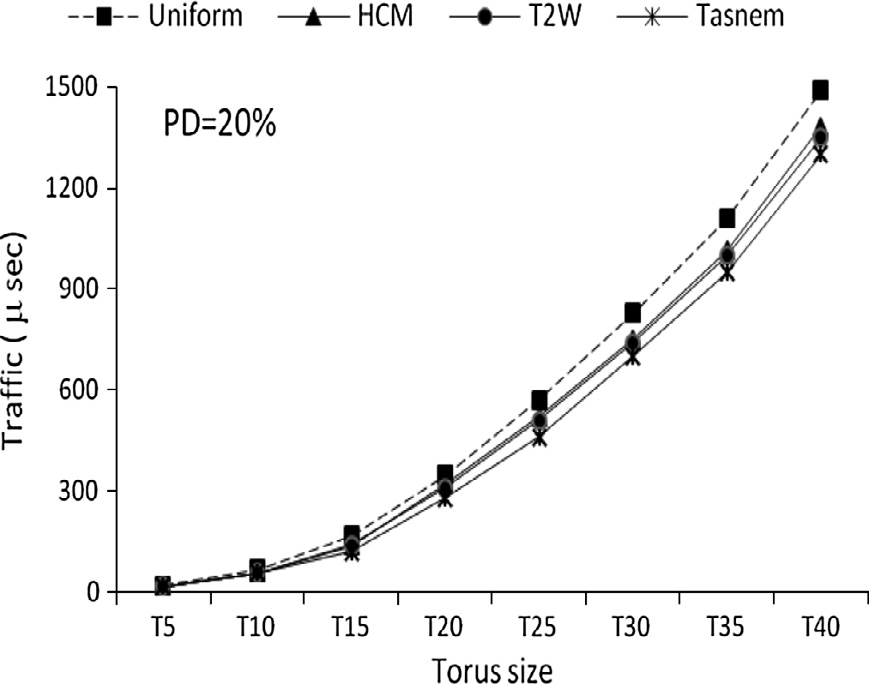 Uniform HCM T2W Tasnem
PD=20%
1500
1200
900
600
300
0
Traffic ( μ sec)
T5 T10 T15 T20 T25 T30 T35 T40
Torus size